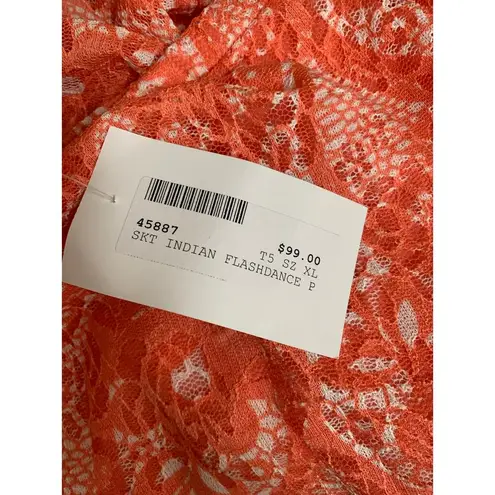 45887 $99.00
T5 SZ XL
SKT INDIAN FLASHDANCE P